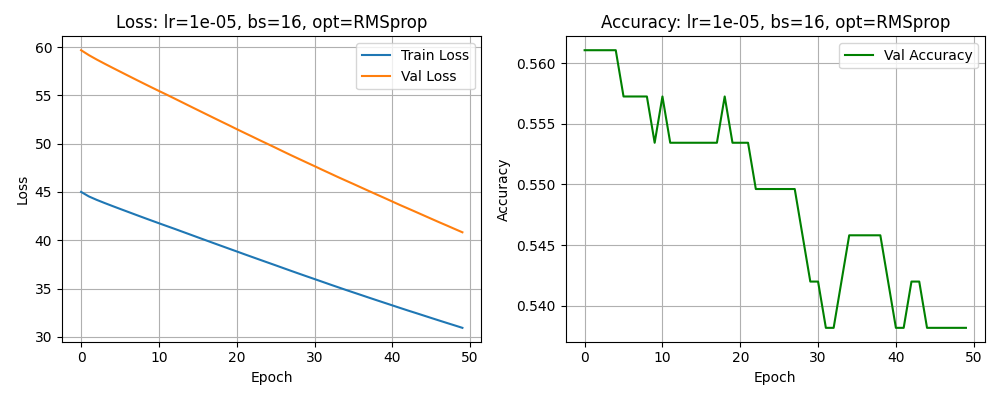 Loss: lr=1e-05, bs=16, opt=RMSprop
60
55
50
45
40
35
30
Loss
Train Loss
Val Loss
0 10 20 30 40 50
Epoch
Accuracy: lr=1e-05, bs=16, opt=RMSprop
0.560
0.555
0.550
0.545
0.540
Accuracy
Val Accuracy
0 10 20 30 40 50
Epoch